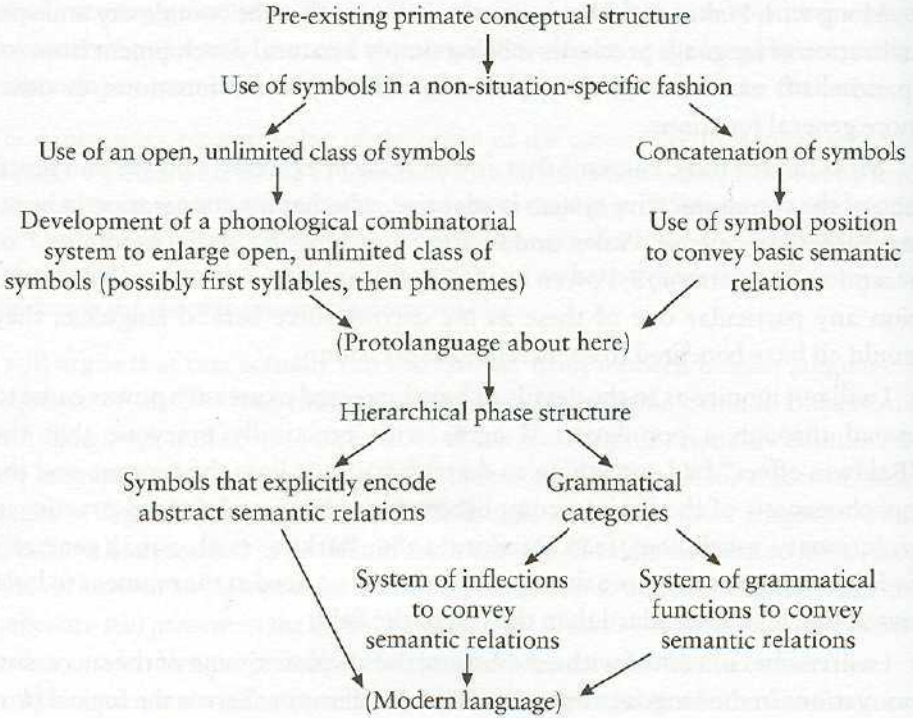 Pre-existing primate conceptual structure
Use of symbols in a non-situation-specific fashion
Use of an open, unlimited class of symbols
Concatenation of symbols
Development of a phonological combinatorial
system to enlarge open, unlimited class of
symbols (possibly first syllables, then phonemes)
Use of symbol position
to convey basic semantic
relations
(Protolanguage about here)
Hierarchical phase structure
Symbols that explicitly encode
abstract semantic relations
Grammatical
categories
System of inflections
to convey
semantic relations
System of grammatical
functions to convey
semantic relations
(Modern language)